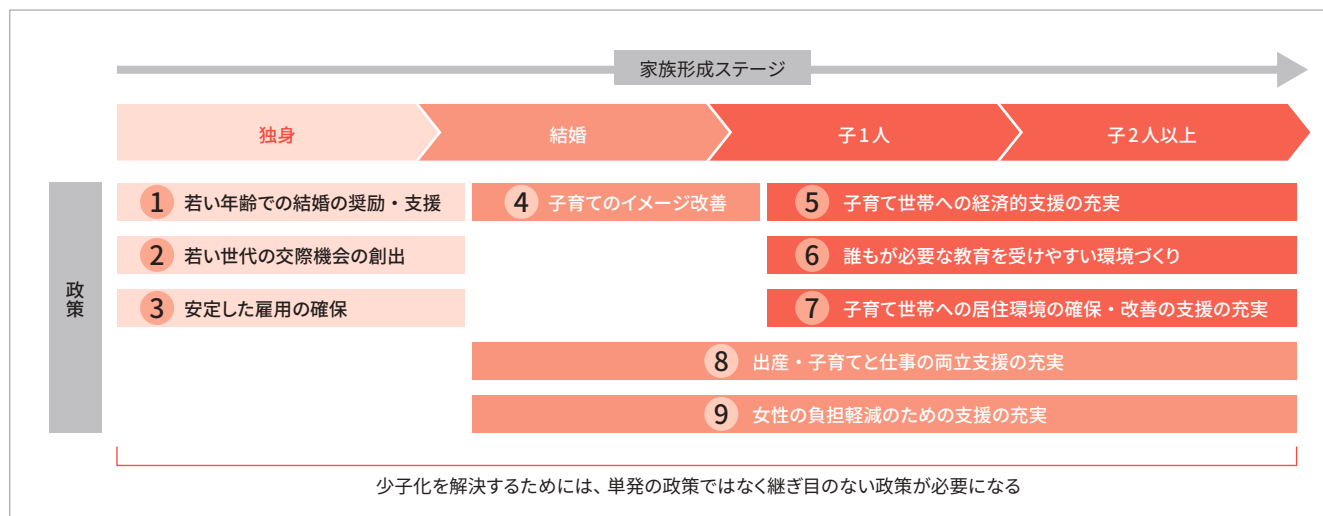 家族形成ステージ
独身
結婚
子1人
子2人以上
政策
1 若い年齢での結婚の奨励・支援
4 子育てのイメージ改善
5 子育て世帯への経済的支援の充実
2 若い世代の交際機会の創出
6 誰もが必要な教育を受けやすい環境づくり
3 安定した雇用の確保
7 子育て世帯への居住環境の確保・改善の支援の充実
8 出産・子育てと仕事の両立支援の充実
9 女性の負担軽減のための支援の充実
少子化を解決するためには、単発の政策ではなく継ぎ目のない政策が必要になる